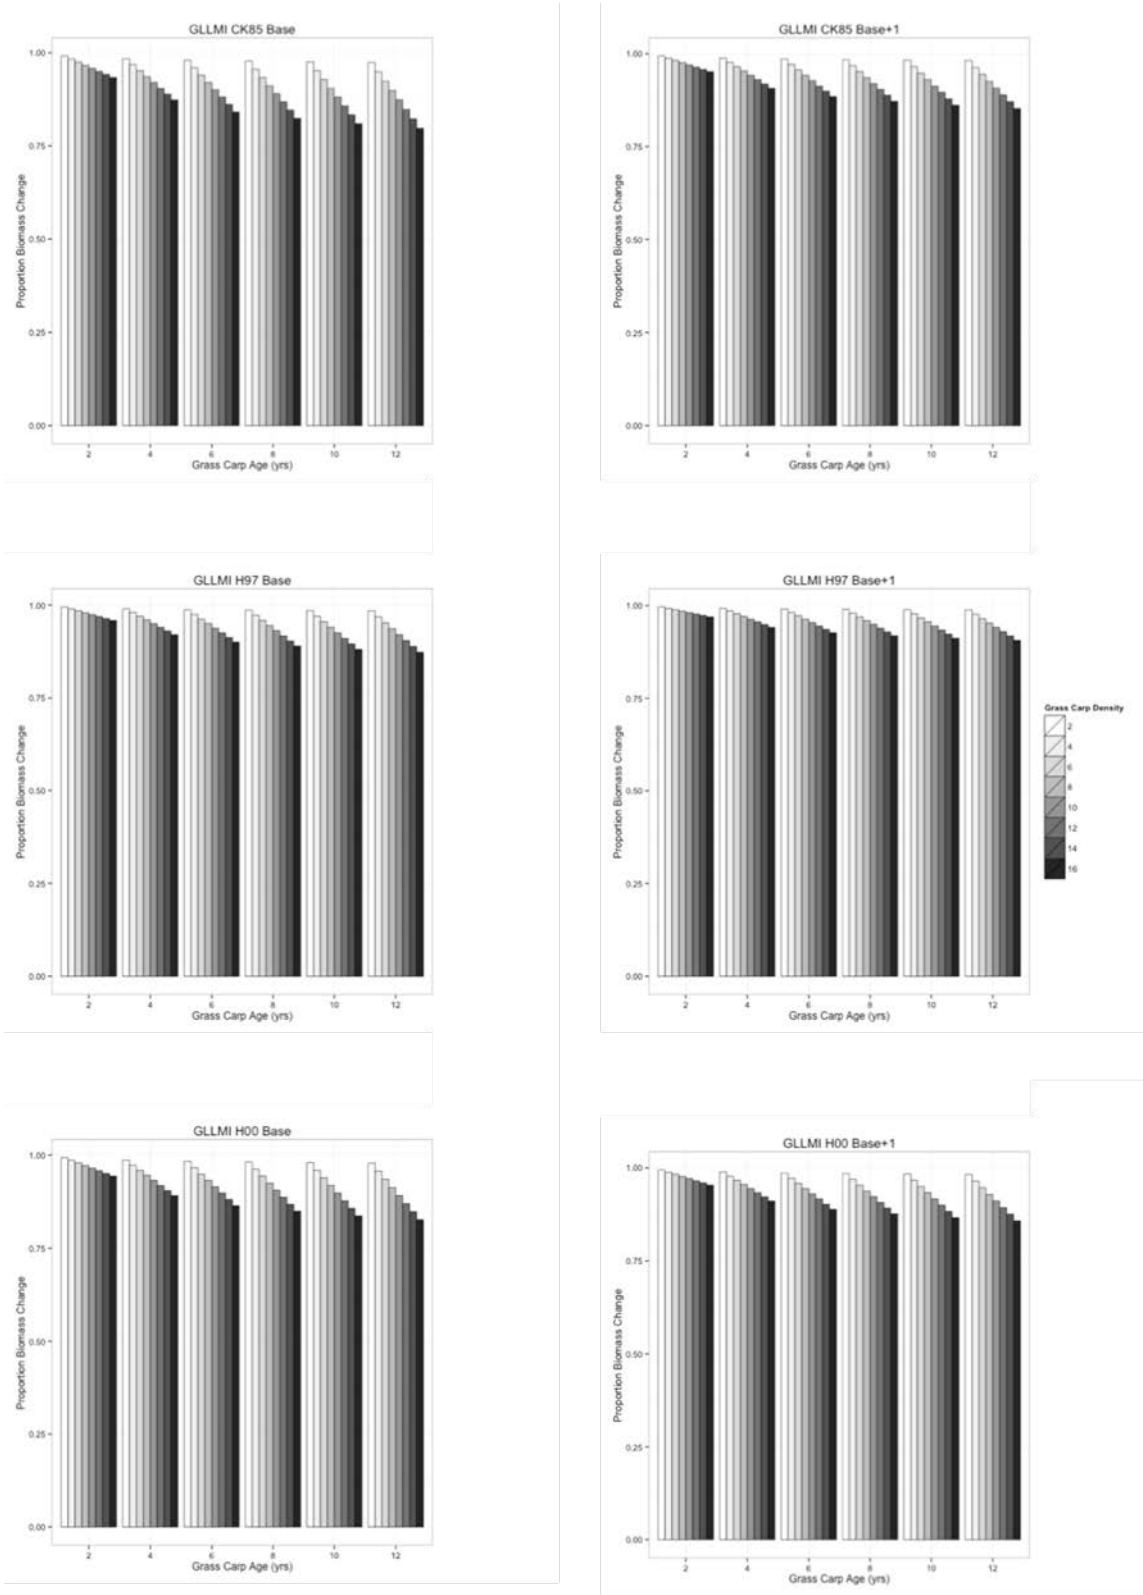 GLLMI CK85 Base
1.00
0.75
0.50
0.25
0.00
Proportion Biomass Change
2 4 6 8 10 12
Grass Carp Age (yrs)
GLLMI CK85 Base+1
1.00
0.75
0.50
0.25
0.00
Proportion Biomass Change
2 4 6 8 10 12
Grass Carp Age (yrs)
GLLMI H97 Base
1.00
0.75
0.50
0.25
0.00
Proportion Biomass Change
2 4 6 8 10 12
Grass Carp Age (yrs)
GLLMI H97 Base+1
1.00
0.75
0.50
0.25
0.00
Proportion Biomass Change
2 4 6 8 10 12
Grass Carp Age (yrs)
Grass Carp Density
2
4
6
8
10
12
14
16
GLLMI H00 Base
1.00
0.75
0.50
0.25
0.00
Proportion Biomass Change
2 4 6 8 10 12
Grass Carp Age (yrs)
GLLMI H00 Base+1
1.00
0.75
0.50
0.25
0.00
Proportion Biomass Change
2 4 6 8 10 12
Grass Carp Age (yrs)